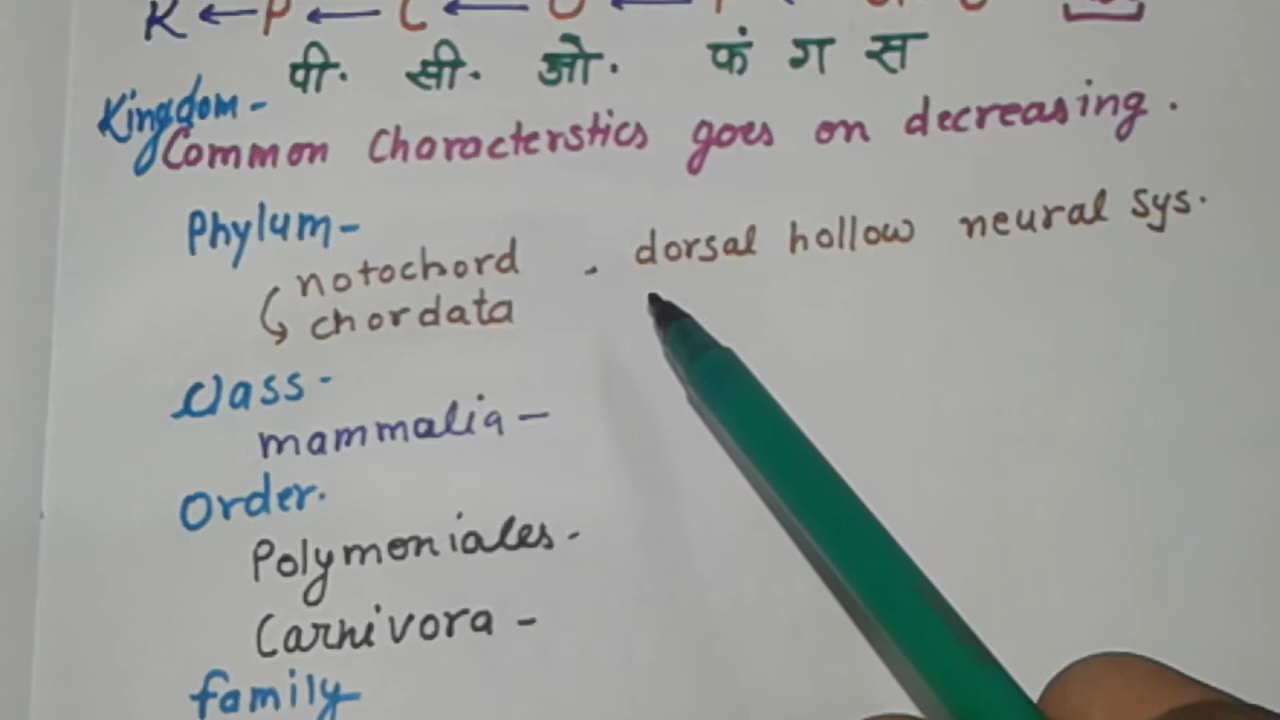 K ← P ← C ← O ←
पी. सी. ओ. फं ग स
Kingdom-
Common Characterstics goes on decreasing.
Phylum-
notochord . dorsal hollow neural sys.
chordata
Class-
mammalia -
Order.
Polymoniales.
Carnivora -
family